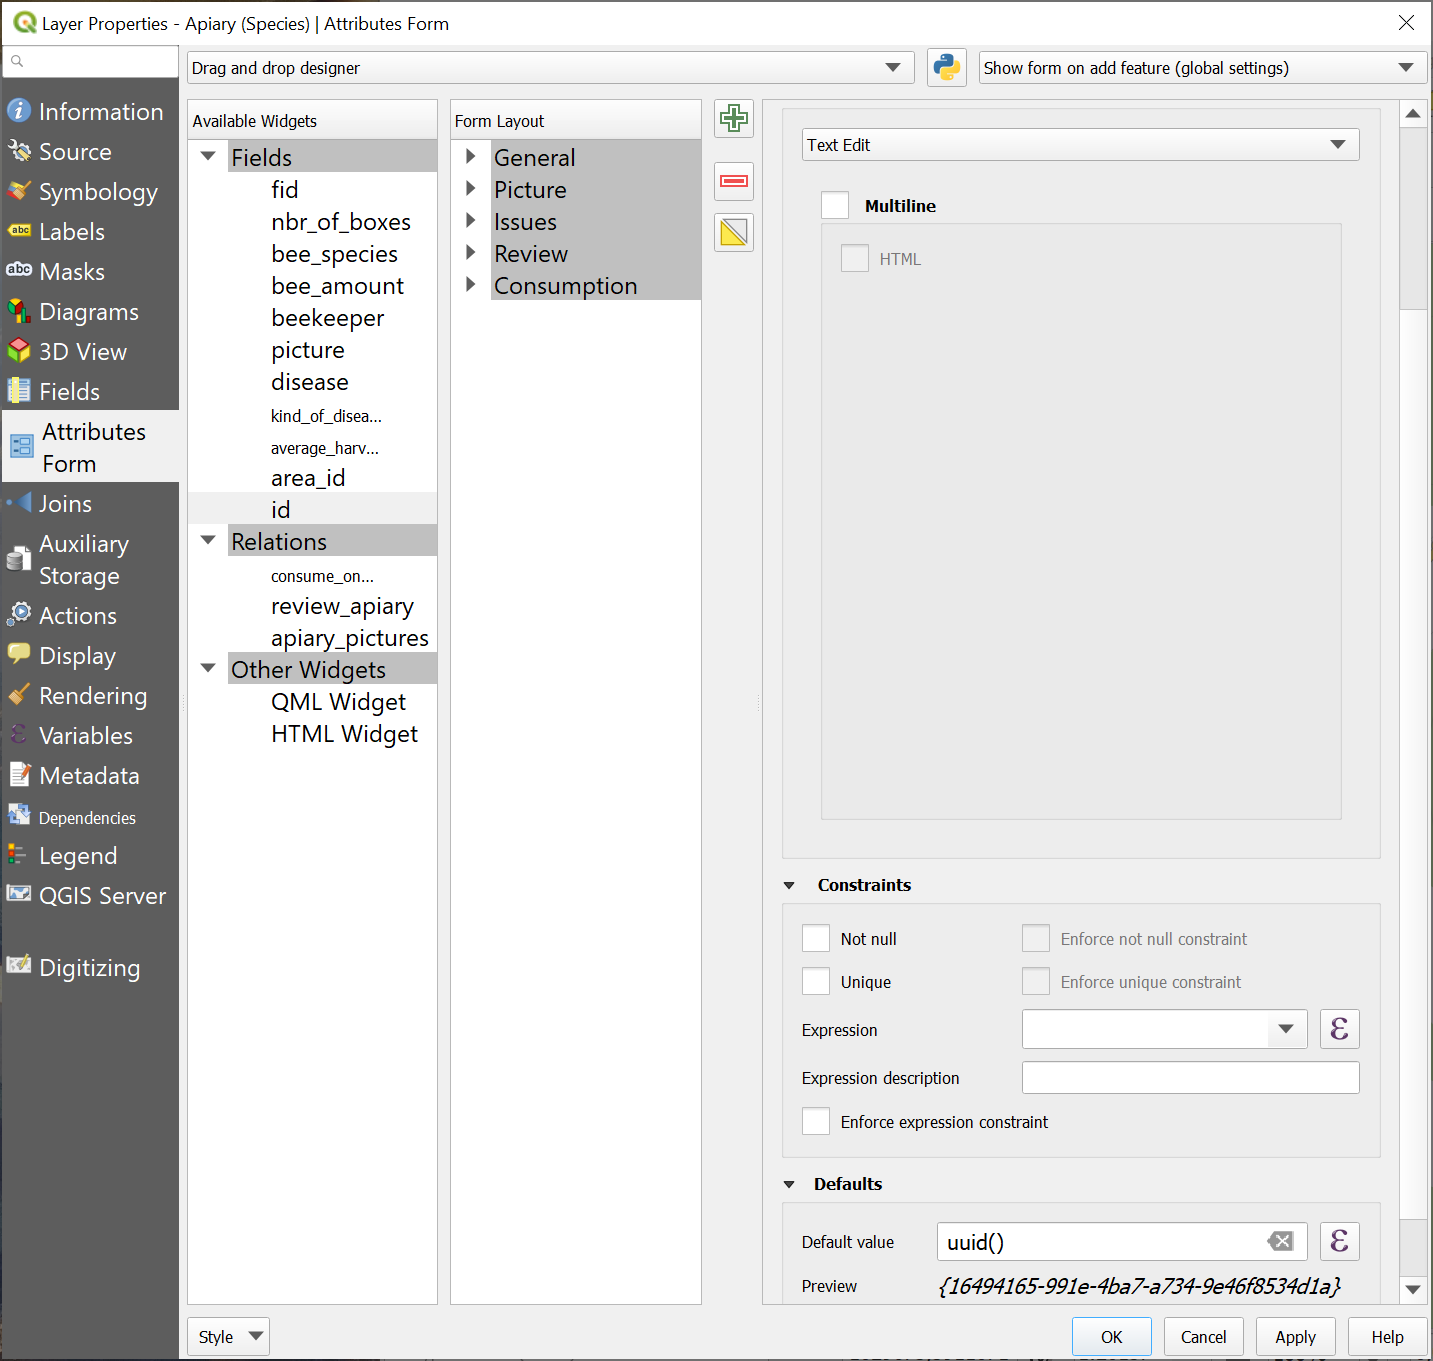 Layer Properties - Apiary (Species) | Attributes Form
Drag and drop designer
Show form on add feature (global settings)
Information
Source
Symbology
abc Labels
abc Masks
Diagrams
3D View
Fields
Attributes
Form
Joins
Auxiliary
Storage
Actions
Display
Rendering
Variables
Metadata
Dependencies
Legend
QGIS Server
Digitizing
Available Widgets
Fields
fid
nbr_of_boxes
bee_species
bee_amount
beekeeper
picture
disease
kind_of_disea...
average_harv...
area_id
id
Relations
consume_on...
review_apiary
apiary_pictures
Other Widgets
QML Widget
HTML Widget
Form Layout
General
Picture
Issues
Review
Consumption
Text Edit
Multiline
HTML
Constraints
Not null
Enforce not null constraint
Unique
Enforce unique constraint
Expression
ε
Expression description
Enforce expression constraint
Defaults
Default value
uuid()
ε
Preview
{16494165-991e-4ba7-a734-9e46f8534d1a}
Style
OK
Cancel
Apply
Help